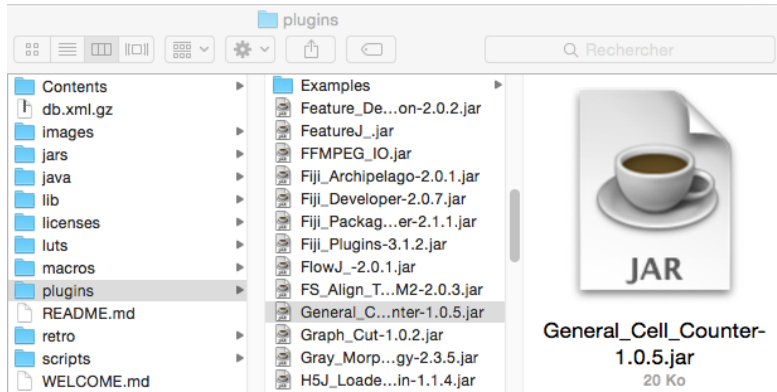 plugins
Rechercher
Contents
db.xml.gz
images
jars
java
lib
licenses
luts
macros
plugins
README.md
retro
scripts
WELCOME.md
Examples
Feature_De...on-2.0.2.jar
FeatureJ_.jar
FFMPEG_IO.jar
Fiji_Archipelago-2.0.1.jar
Fiji_Developer-2.0.7.jar
Fiji_Packag...er-2.1.1.jar
Fiji_Plugins-3.1.2.jar
FlowJ_-2.0.1.jar
FS_Align_T...M2-2.0.3.jar
General_C...nter-1.0.5.jar
Graph_Cut-1.0.2.jar
Gray_Morp...gy-2.3.5.jar
H5J_Loade...in-1.1.4.jar
JAR
General_Cell_Counter-
1.0.5.jar
20 Ko